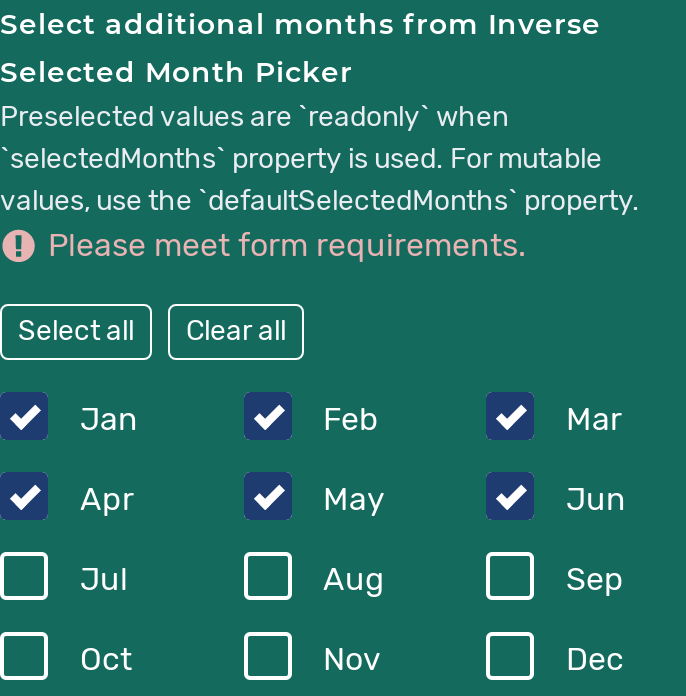 Select additional months from Inverse
Selected Month Picker
Preselected values are `readonly` when
`selectedMonths` property is used. For mutable
values, use the `defaultSelectedMonths` property.
Please meet form requirements.
Select all Clear all
Jan Feb Mar
Apr May Jun
Jul Aug Sep
Oct Nov Dec